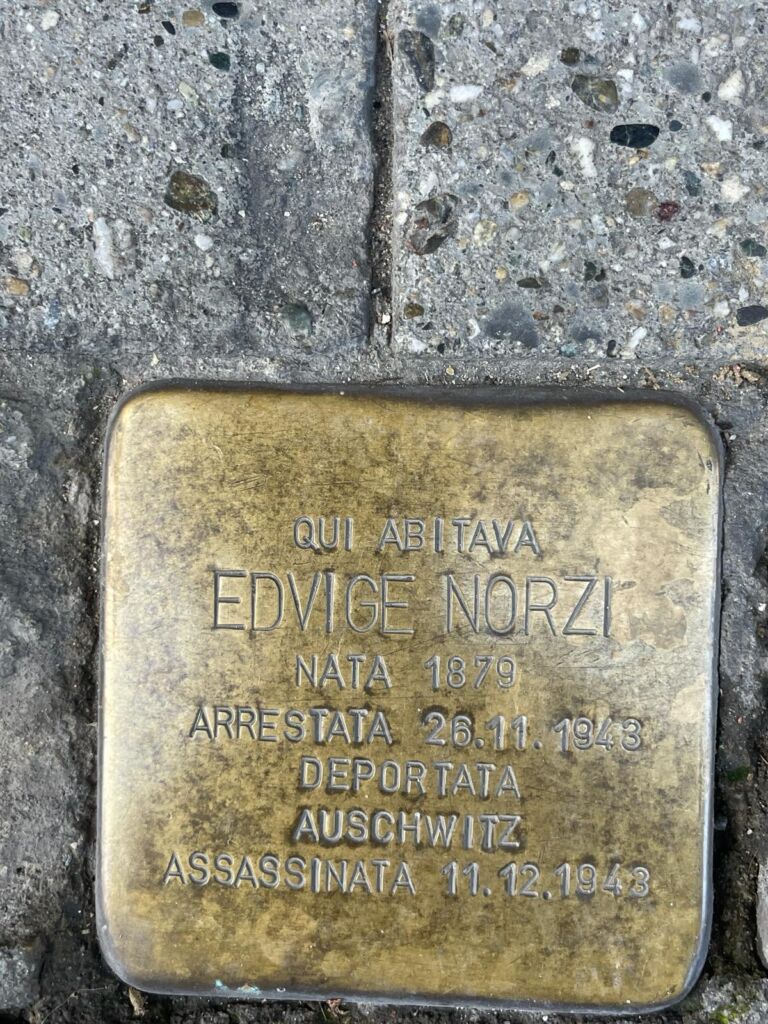 QUI ABITAVA
EDVIGE NORZI
NATA 1879
ARRESTATA 26.11.1943
DEPORTATA
AUSCHWITZ
ASSASSINATA 11.12.1943